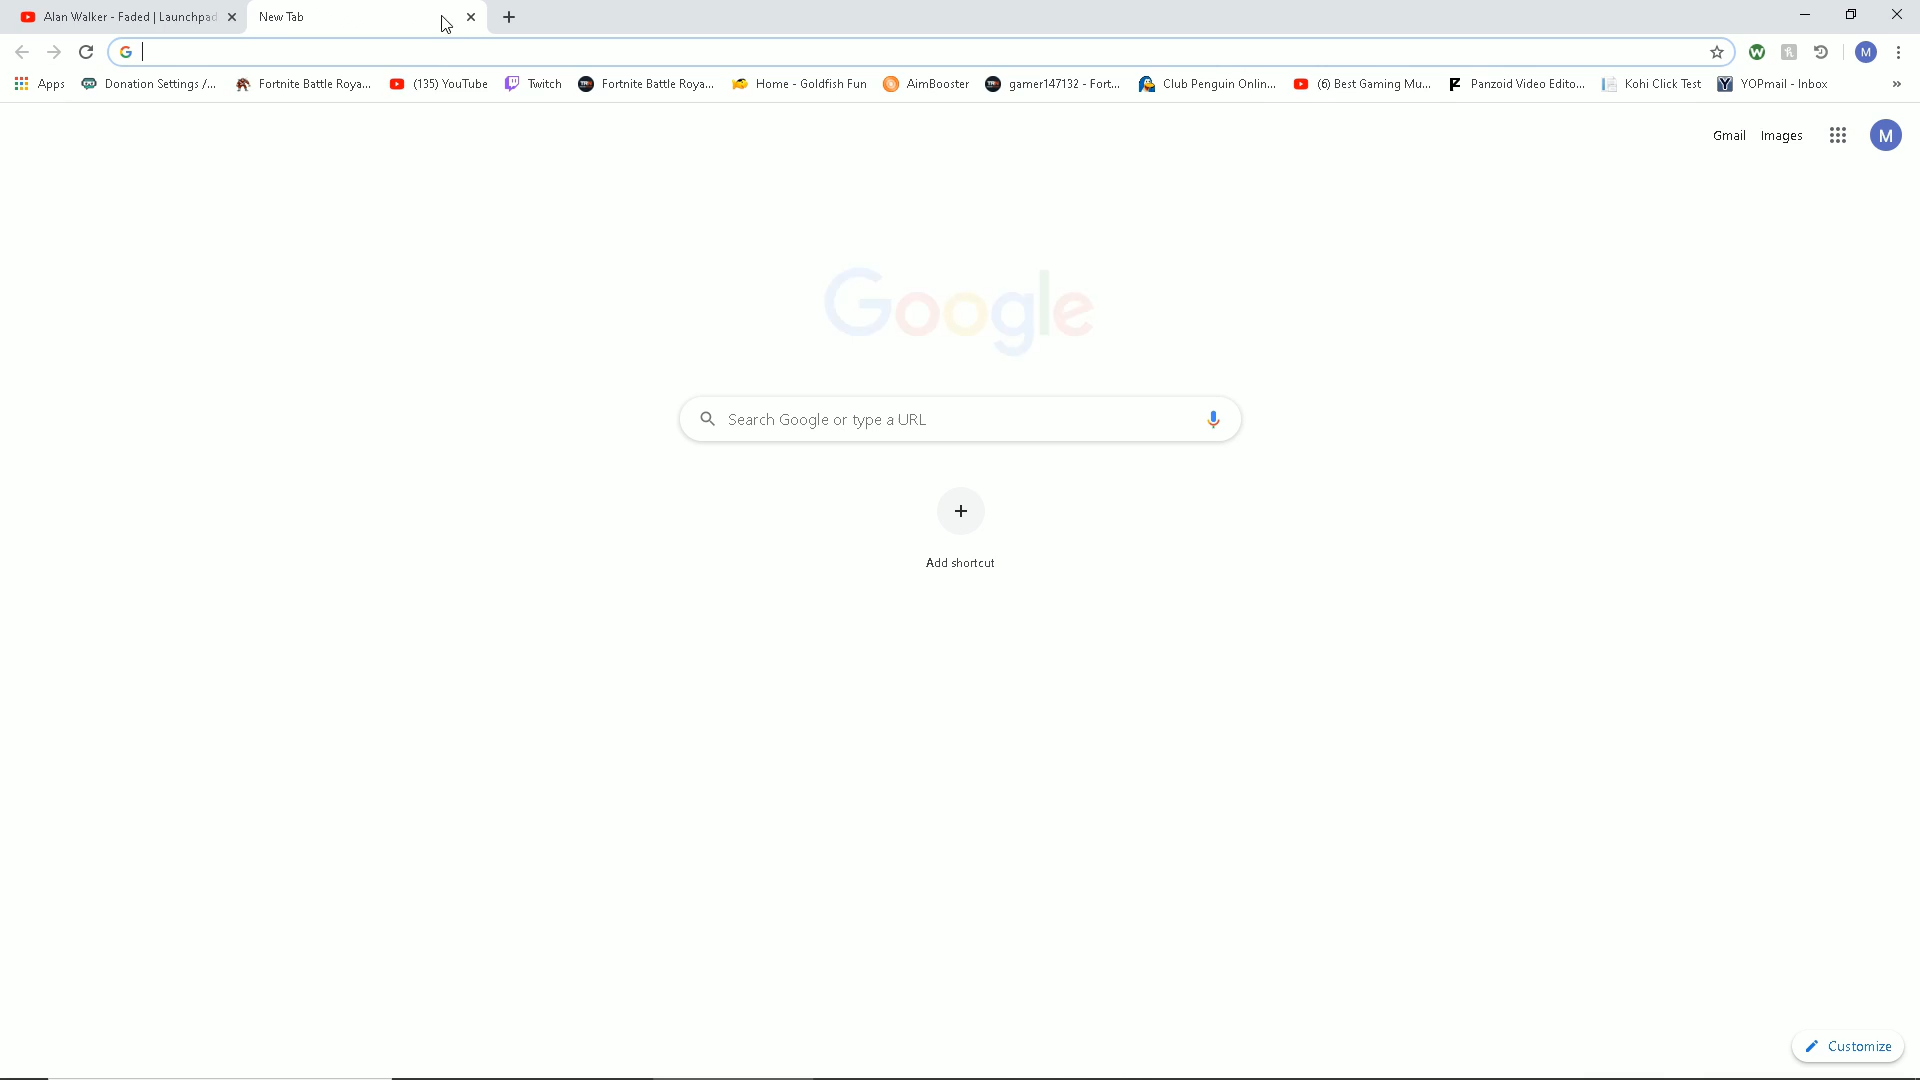 Alan Walker - Faded | Launchpad
New Tab
Apps
Donation Settings /...
Fortnite Battle Roya...
(135) YouTube
Twitch
Fortnite Battle Roya...
Home - Goldfish Fun
AimBooster
gamer147132 - Fort...
Club Penguin Onlin...
(6) Best Gaming Mu...
Panzoid Video Edito...
Kohi Click Test
YOPmail - Inbox
»
M
Gmail
Images
M
Google
Search Google or type a URL
Add shortcut
Customize